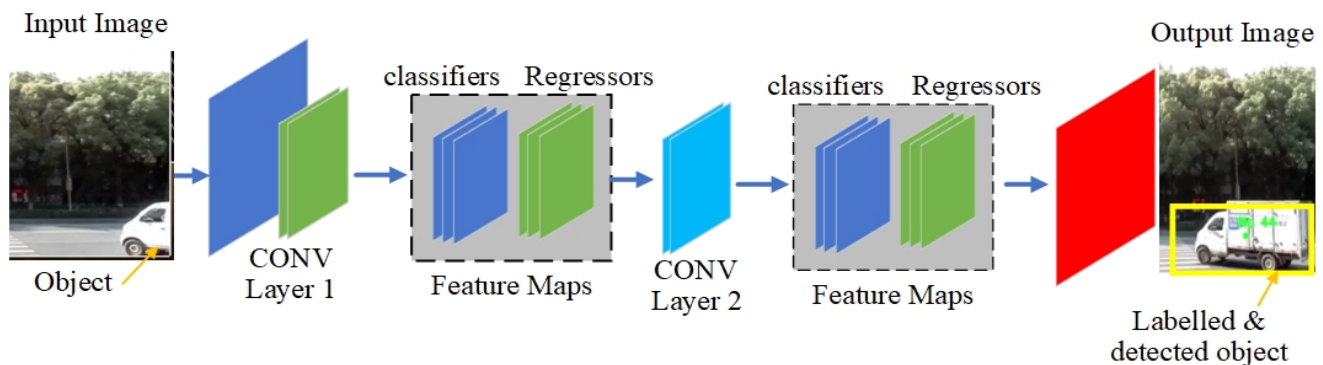 Input Image
Output Image
classifiers
Regressors
classifiers
Regressors
Object
CONV
Layer 1
Feature Maps
CONV
Layer 2
Feature Maps
Labelled &
detected object